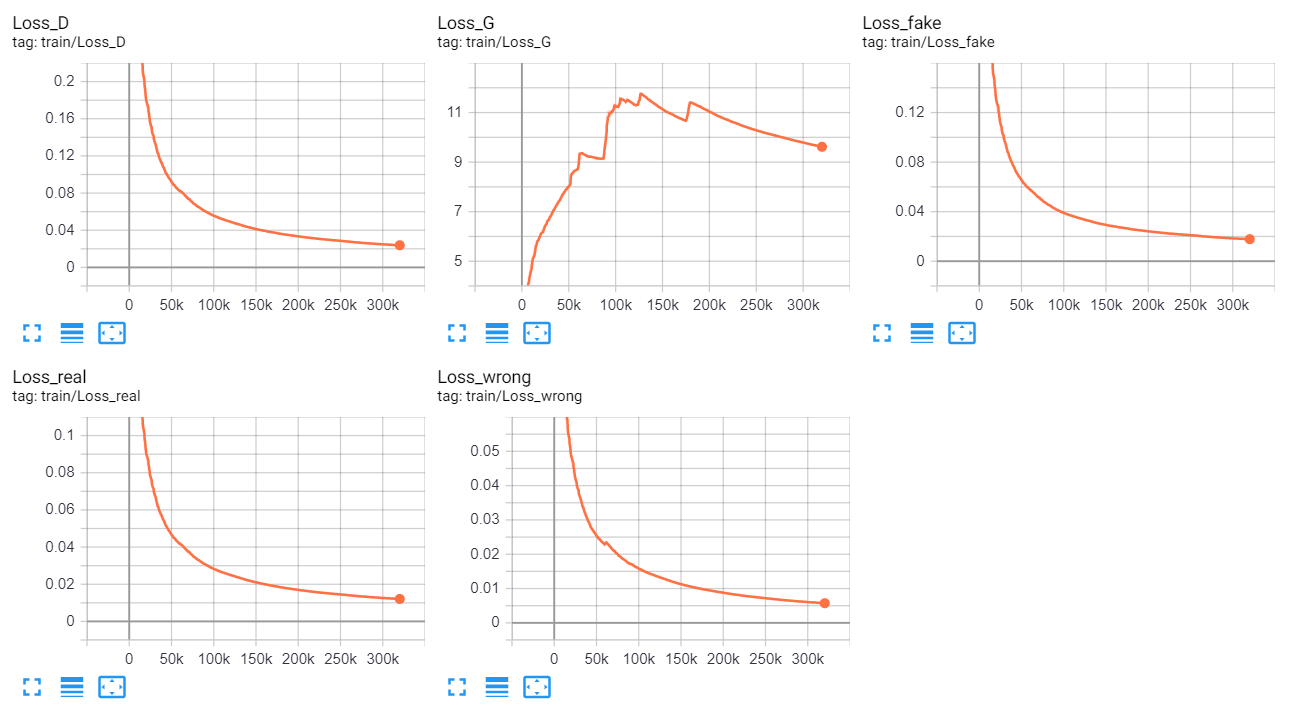 Loss_D
tag: train/Loss_D
0.2
0.16
0.12
0.08
0.04
0
0 50k 100k 150k 200k 250k 300k
Loss_G
tag: train/Loss_G
11
9
7
5
0 50k 100k 150k 200k 250k 300k
Loss_fake
tag: train/Loss_fake
0.12
0.08
0.04
0
0 50k 100k 150k 200k 250k 300k
Loss_real
tag: train/Loss_real
0.1
0.08
0.06
0.04
0.02
0
0 50k 100k 150k 200k 250k 300k
Loss_wrong
tag: train/Loss_wrong
0.05
0.04
0.03
0.02
0.01
0
0 50k 100k 150k 200k 250k 300k